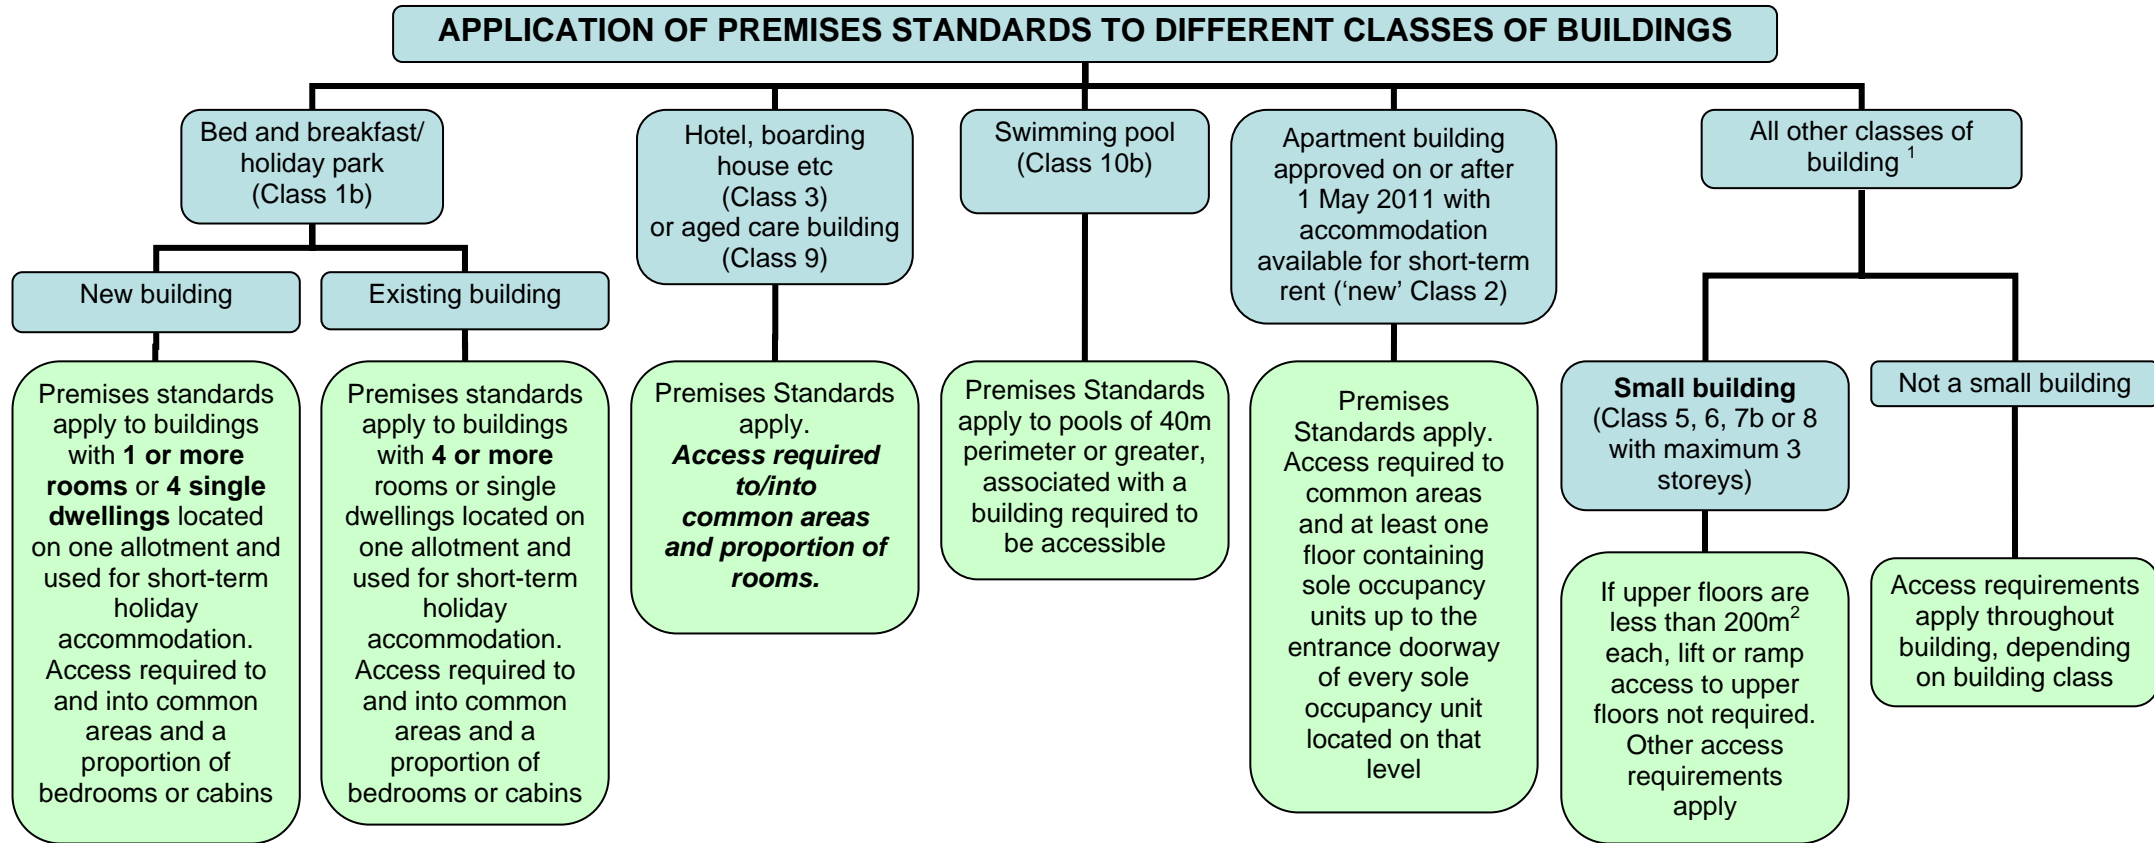 APPLICATION OF PREMISES STANDARDS TO DIFFERENT CLASSES OF BUILDINGS
Bed and breakfast/
holiday park
(Class 1b)
Hotel, boarding
house etc
(Class 3)
or aged care building
(Class 9)
Swimming pool
(Class 10b)
Apartment building
approved on or after
1 May 2011 with
accommodation
available for short-term
rent (‘new’ Class 2)
All other classes of
building 1
New building
Existing building
Premises standards
apply to buildings
with 1 or more
rooms or 4 single
dwellings located
on one allotment and
used for short-term
holiday
accommodation.
Access required to
and into common
areas and a
proportion of
bedrooms or cabins
Premises standards
apply to buildings
with 4 or more
rooms or single
dwellings located on
one allotment and
used for short-term
holiday
accommodation.
Access required to
and into common
areas and a
proportion of
bedrooms or cabins
Premises Standards
apply.
Access required
to/into
common areas
and proportion of
rooms.
Premises Standards
apply to pools of 40m
perimeter or greater,
associated with a
building required to
be accessible
Premises
Standards apply.
Access required to
common areas
and at least one
floor containing
sole occupancy
units up to the
entrance doorway
of every sole
occupancy unit
located on that
level
Small building
(Class 5, 6, 7b or 8
with maximum 3
storeys)
Not a small building
If upper floors are
less than 200m2
each, lift or ramp
access to upper
floors not required.
Other access
requirements
apply
Access requirements
apply throughout
building, depending
on building class